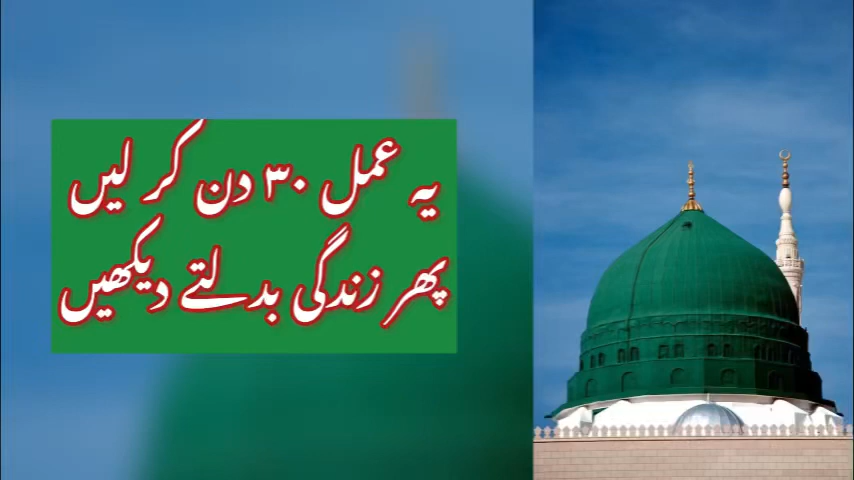 یہ عمل ۳۰ دن کر لیں
پھر زندگی بدلتے دیکھیں